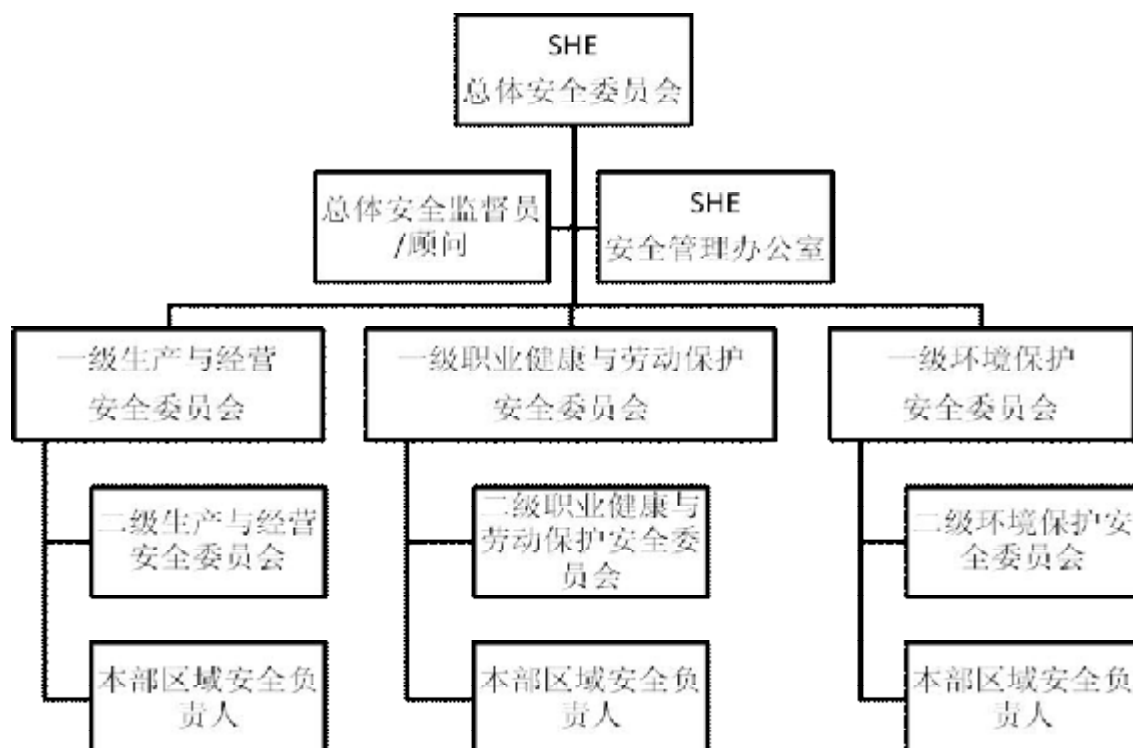 SHE
总体安全委员会
总体安全监督员
/顾问
SHE
安全管理办公室
一级生产与经营
安全委员会
一级职业健康与劳动保护
安全委员会
一级环境保护
安全委员会
二级生产与经营
安全委员会
二级职业健康与
劳动保护安全委
员会
二级环境保护安
全委员会
本部区域安全负
责人
本部区域安全负
责人
本部区域安全负
责人